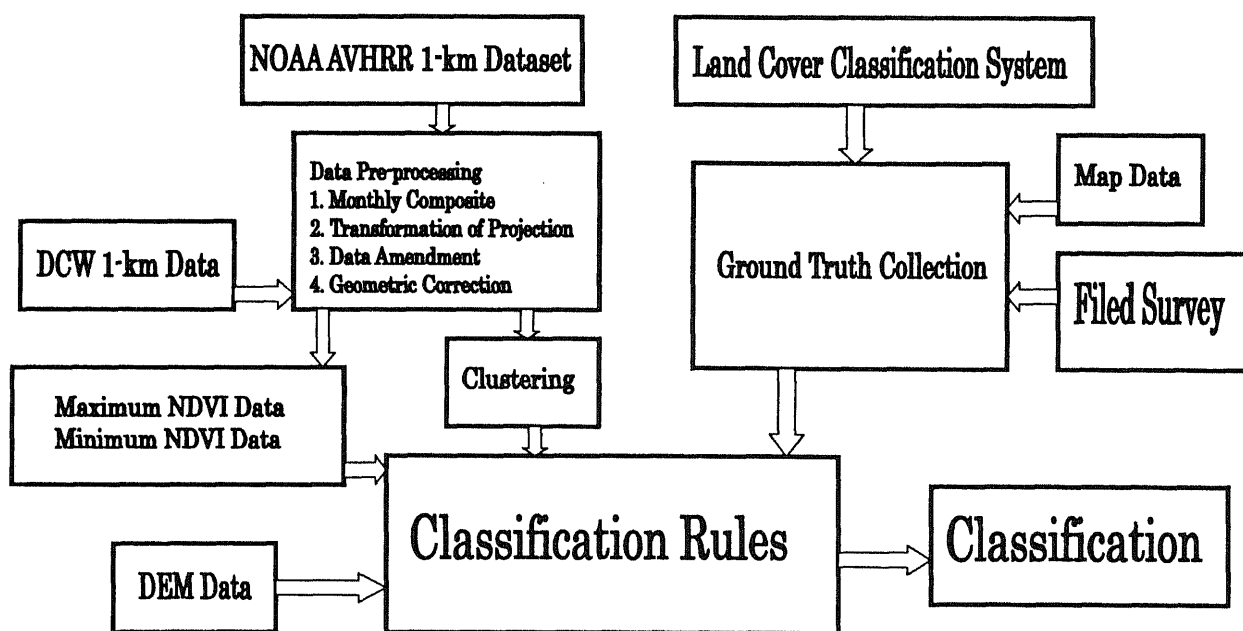 NOAA AVHRR 1-km Dataset
Land Cover Classification System
Data Pre-processing
1. Monthly Composite
2. Transformation of Projection
3. Data Amendment
4. Geometric Correction
Map Data
DCW 1-km Data
Ground Truth Collection
Filed Survey
Clustering
Maximum NDVI Data
Minimum NDVI Data
Classification Rules
Classification
DEM Data